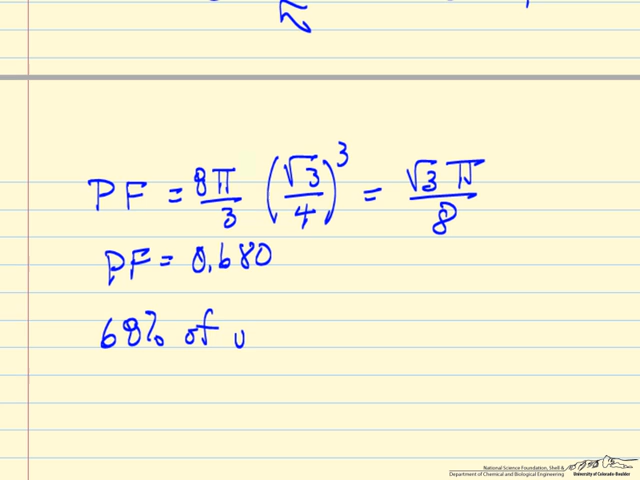 PF = 8π/3 (√3/4)³ = √3 π/8
PF = 0.680
68% of
National Science Foundation, Shell &
Department of Chemical and Biological Engineering
University of Colorado Boulder